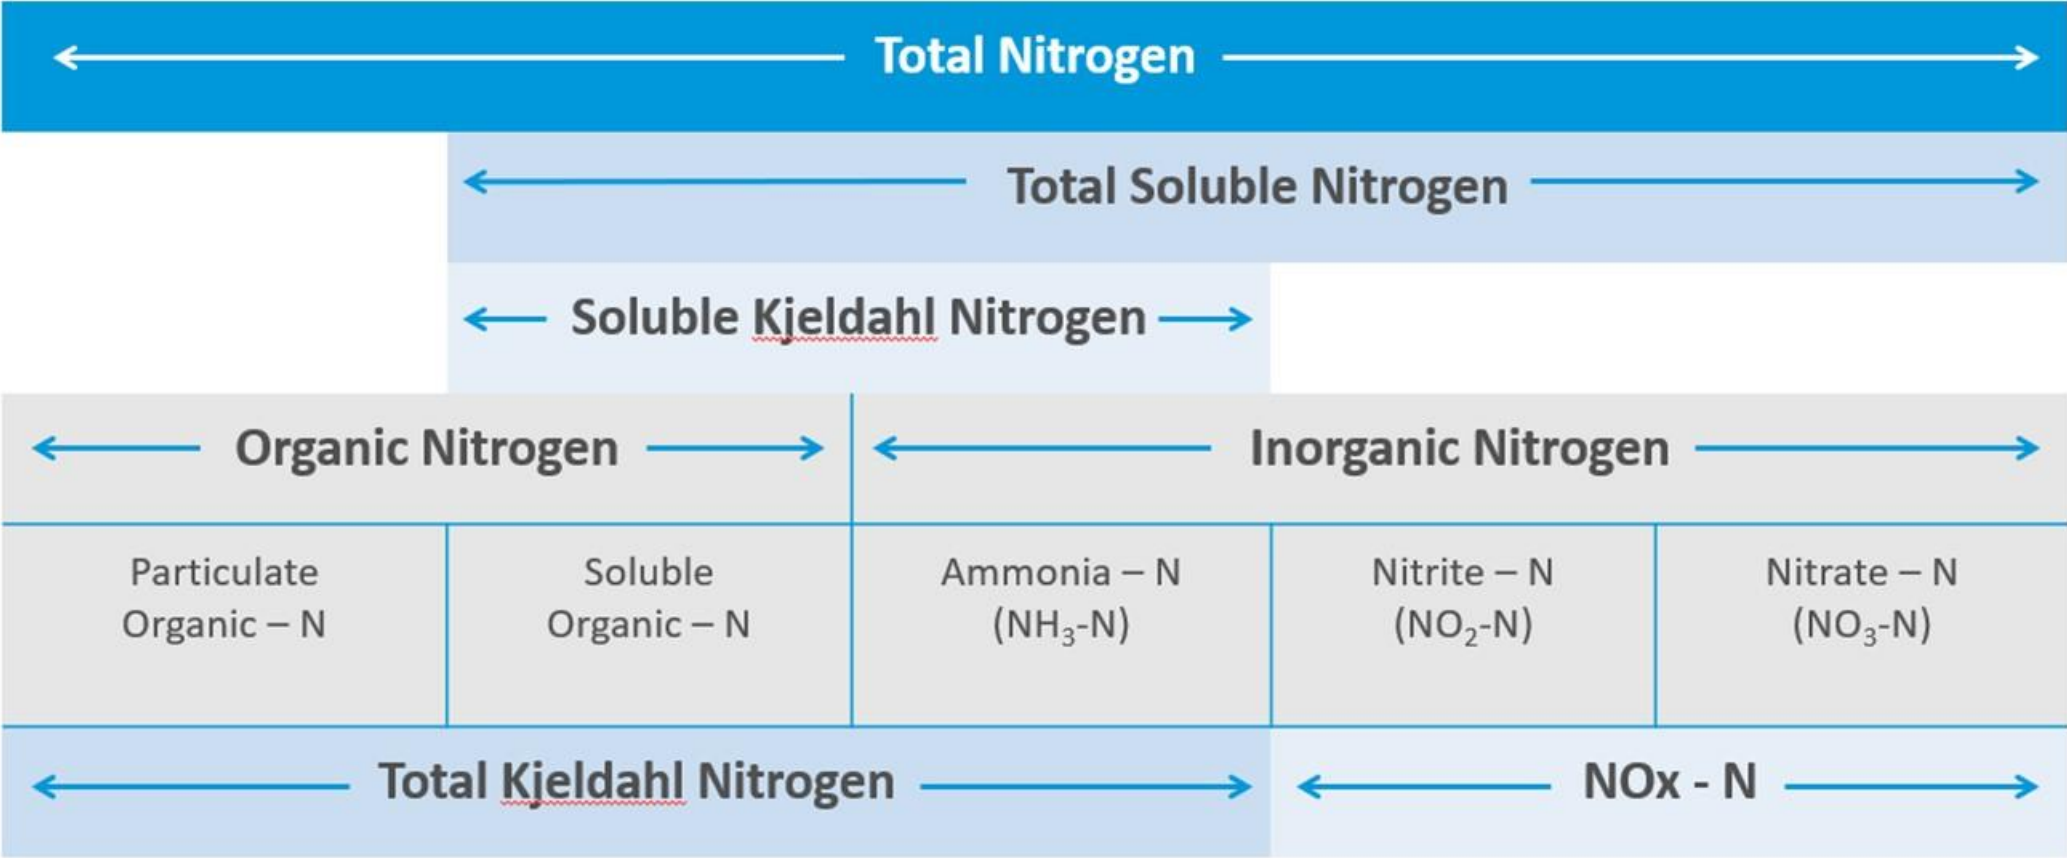 Total Nitrogen
Total Soluble Nitrogen
Soluble Kjeldahl Nitrogen
Organic Nitrogen
Inorganic Nitrogen
Particulate
Organic – N
Soluble
Organic – N
Ammonia – N
(NH₃-N)
Nitrite – N
(NO₂-N)
Nitrate – N
(NO₃-N)
Total Kjeldahl Nitrogen
NOx - N